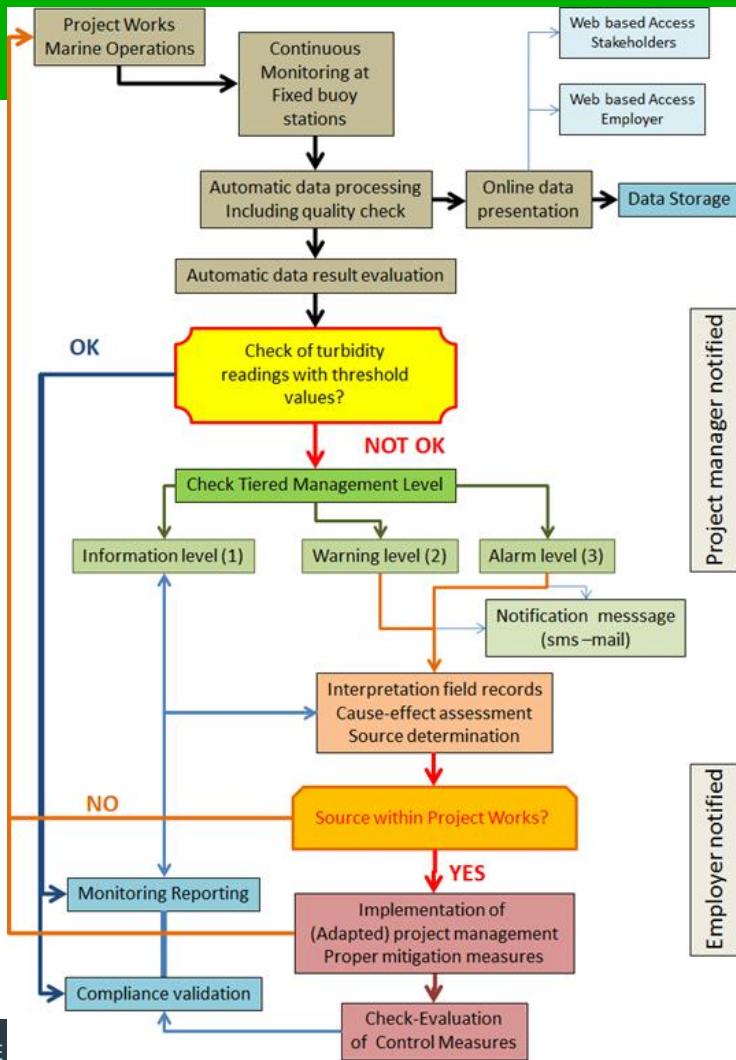 Project Works
Marine Operations
Continuous
Monitoring at
Fixed buoy
stations
Web based Access
Stakeholders
Web based Access
Employer
Automatic data processing
Including quality check
Online data
presentation
Data Storage
Automatic data result evaluation
OK
Check of turbidity
readings with threshold
values?
NOT OK
Project manager notified
Check Tiered Management Level
Information level (1)
Warning level (2)
Alarm level (3)
Notification messsage
(sms –mail)
Interpretation field records
Cause-effect assessment
Source determination
NO
Source within Project Works?
YES
Employer notified
Monitoring Reporting
Implementation of
(Adapted) project management
Proper mitigation measures
Compliance validation
Check-Evaluation
of Control Measures